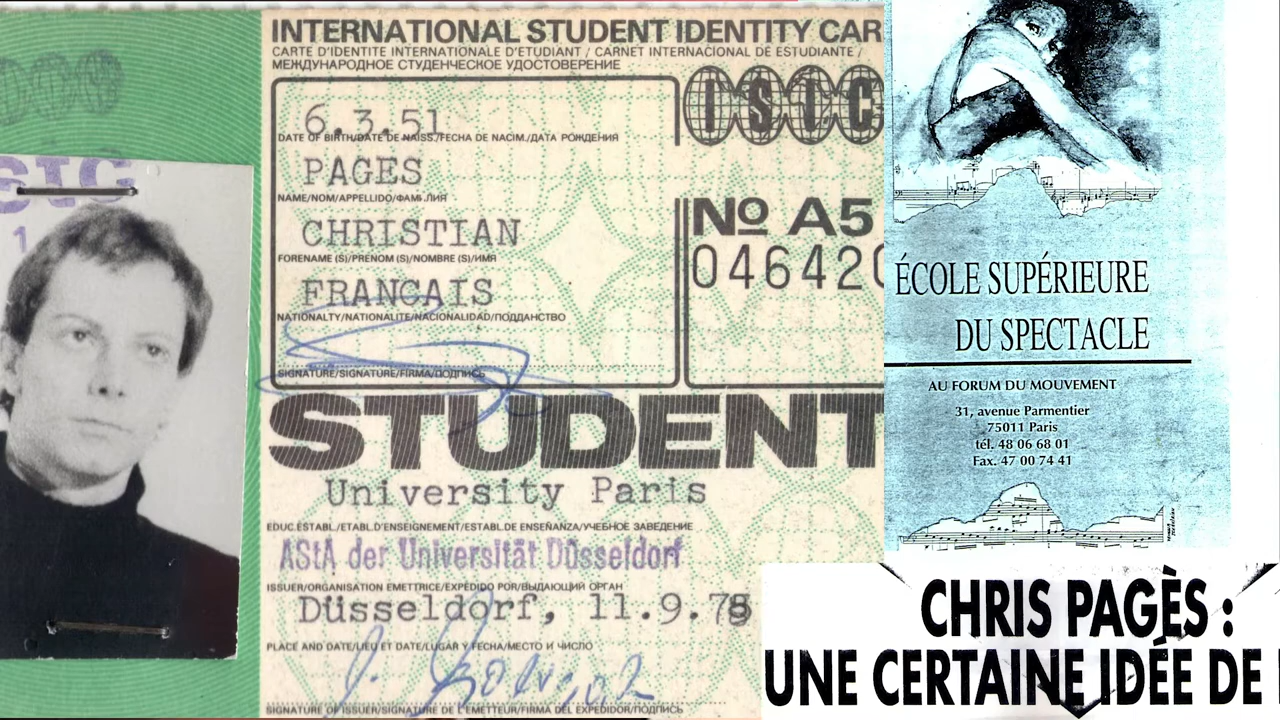 INTERNATIONAL STUDENT IDENTITY CAR
CARTE D'IDENTITE INTERNATIONALE D'ETUDIANT / CARNET INTERNACIONAL DE ESTUDIANTE /
МЕЖДУНАРОДНОЕ СТУДЕНЧЕСКОЕ УДОСТОВЕРЕНИЕ
6.3.51
DATE OF BIRTH/DATE DE NAISS./FECHA DE NACIM./ДАТА РОЖДЕНИЯ
PAGES
NAME/NOM/APPELLIDO/ФАМИЛИЯ
CHRISTIAN
FORENAME (S)/PRENOM (S)/NOMBRE (S)/ИМЯ
FRANCAIS
NATIONALTY/NATIONALITE/NACIONALIDAD/ПОДДАНСТВО
SIGNATURE/SIGNATURE/FIRMA/ПОДПИСЬ
ISIC
No A5
046420
STUDENT
University Paris
EDUC.ESTABL./ETABL.D'ENSEIGNEMENT/ESTABL.DE ENSEÑANZA/УЧЕБНОЕ ЗАВЕДЕНИЕ
AStA der Universität Düsseldorf
ISSUER/ORGANISATION EMETTRICE/EXPEDIDO POR/ВЫДАЮЩИЙ ОРГАН
Düsseldorf, 11.9.78
PLACE AND DATE/LIEU ET DATE/LUGAR Y FECHA/МЕСТО И ЧИСЛО
SIGNATURE OF ISSUER/SIGNATURE DE L'EMETTEUR/FIRMA DEL EXPEDIDOR/ПОДПИСЬ
ÉCOLE SUPÉRIEURE
DU SPECTACLE
AU FORUM DU MOUVEMENT
31, avenue Parmentier
75011 Paris
tél. 48 06 68 01
Fax. 47 00 74 41
CHRIS PAGÈS :
UNE CERTAINE IDÉE DE